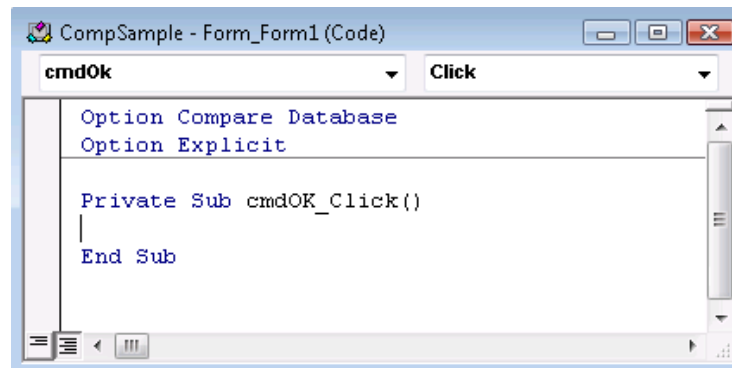 CompSample - Form_Form1 (Code)
cmdOk Click
Option Compare Database
Option Explicit
Private Sub cmdOK_Click()
End Sub